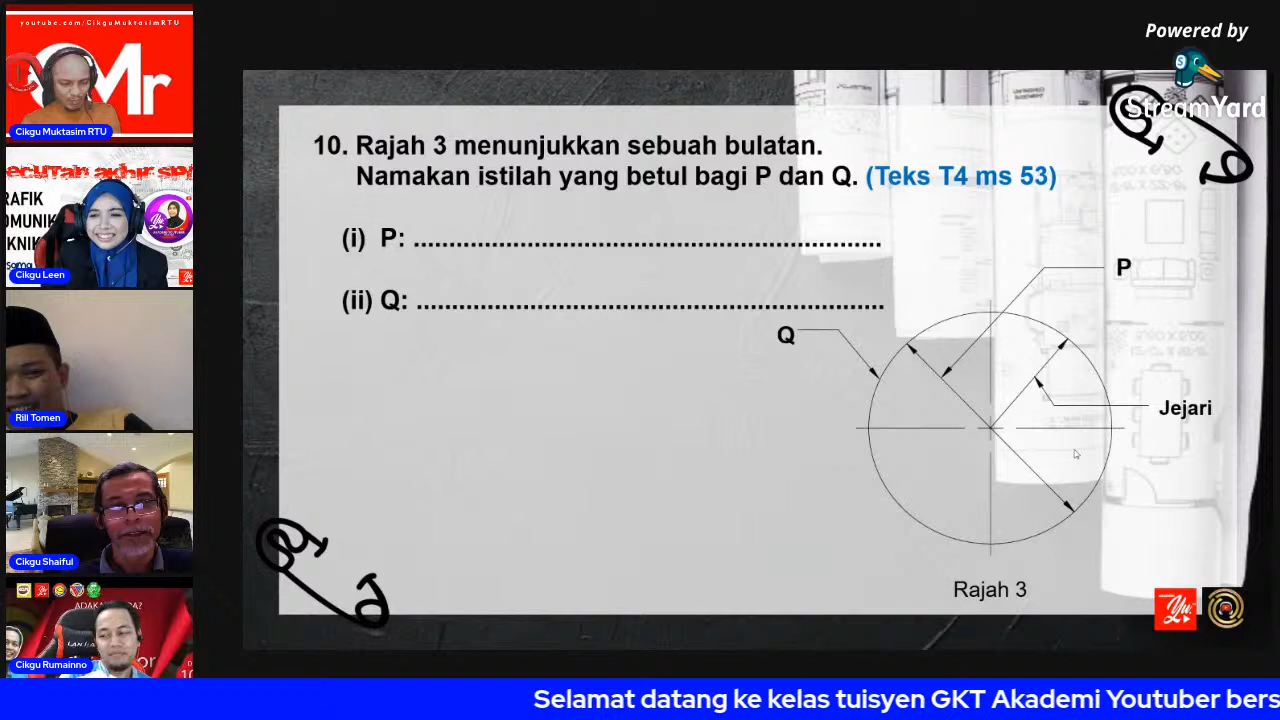 youtube.com/CikguMuktasimRTU
Mr
Cikgu Muktasim RTU
Cikgu Leen
Rill Tomen
Cikgu Shaiful
Cikgu Rumainno
Powered by
StreamYard
10. Rajah 3 menunjukkan sebuah bulatan.
Namakan istilah yang betul bagi P dan Q. (Teks T4 ms 53)
(i) P: ................................................................
(ii) Q: ................................................................
P
Q
Jejari
Rajah 3
Selamat datang ke kelas tuisyen GKT Akademi Youtuber bers